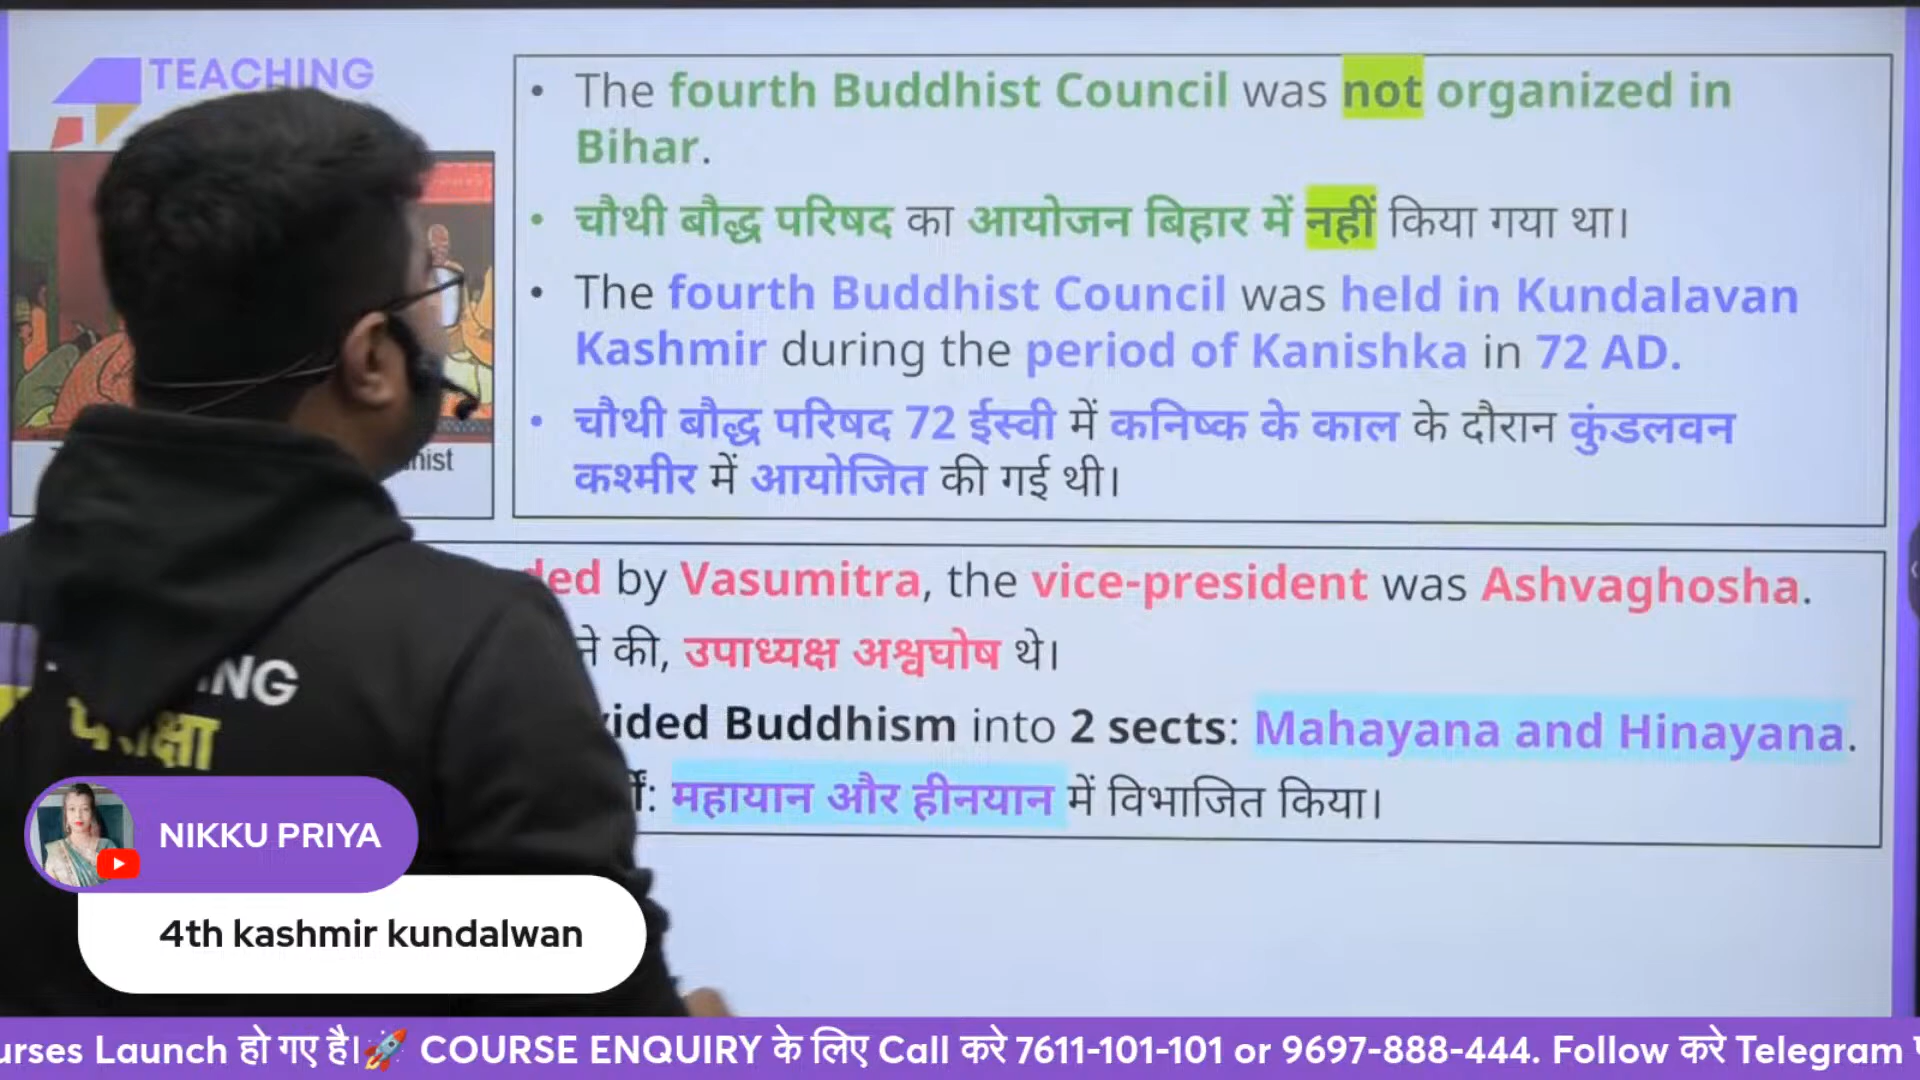 TEACHING
• The fourth Buddhist Council was not organized in
Bihar.
• चौथी बौद्ध परिषद का आयोजन बिहार में नहीं किया गया था।
• The fourth Buddhist Council was held in Kundalavan
Kashmir during the period of Kanishka in 72 AD.
• चौथी बौद्ध परिषद 72 ईस्वी में कनिष्क के काल के दौरान कुंडलवन
कश्मीर में आयोजित की गई थी।
by Vasumitra, the vice-president was Ashvaghosha.
की, उपाध्यक्ष अश्वघोष थे।
Buddhism into 2 sects: Mahayana and Hinayana.
महायान और हीनयान में विभाजित किया।
NIKKU PRIYA
4th kashmir kundalwan
urses Launch हो गए है।🚀 COURSE ENQUIRY के लिए Call करे 7611-101-101 or 9697-888-444. Follow करे Telegram